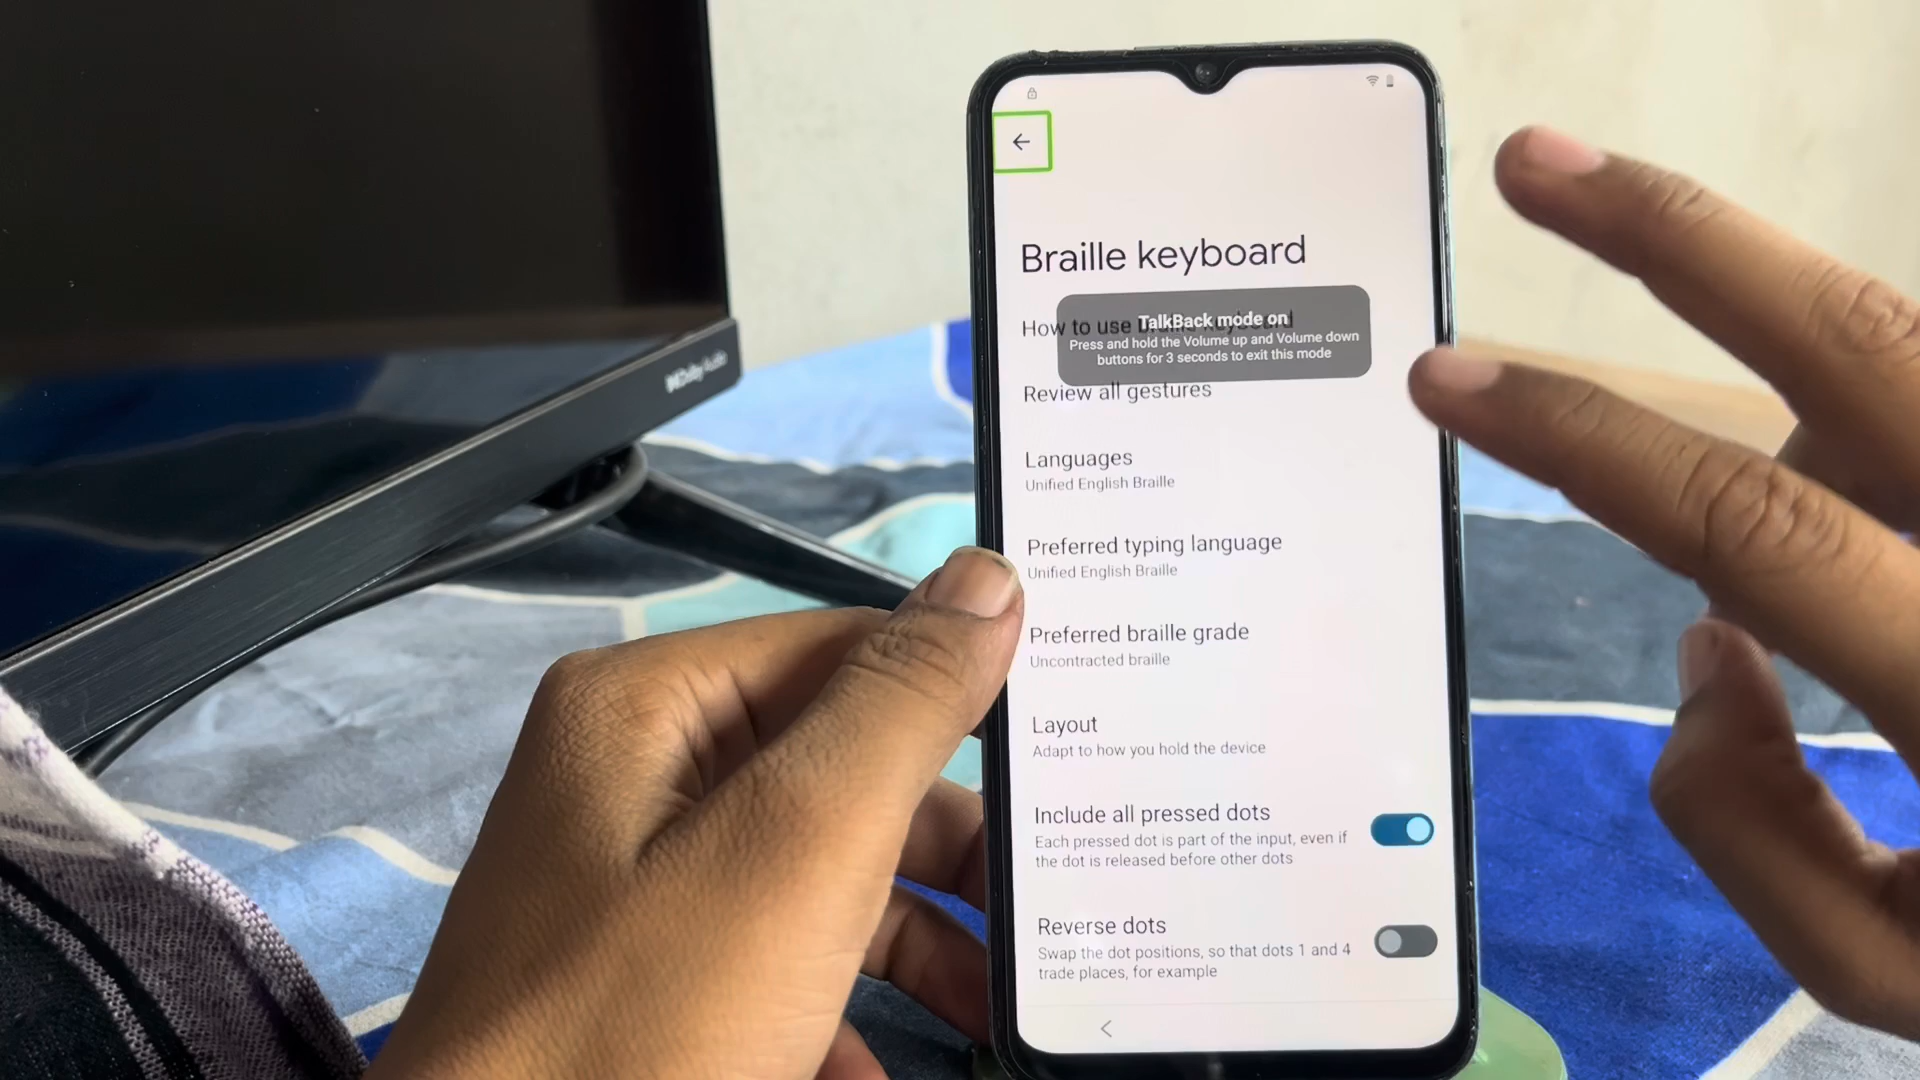 Braille keyboard
How to use braille keyboard
TalkBack mode on
Press and hold the Volume up and Volume down
buttons for 3 seconds to exit this mode
Review all gestures
Languages
Unified English Braille
Preferred typing language
Unified English Braille
Preferred braille grade
Uncontracted braille
Layout
Adapt to how you hold the device
Include all pressed dots
Each pressed dot is part of the input, even if
the dot is released before other dots
Reverse dots
Swap the dot positions, so that dots 1 and 4
trade places, for example
Dolby Audio